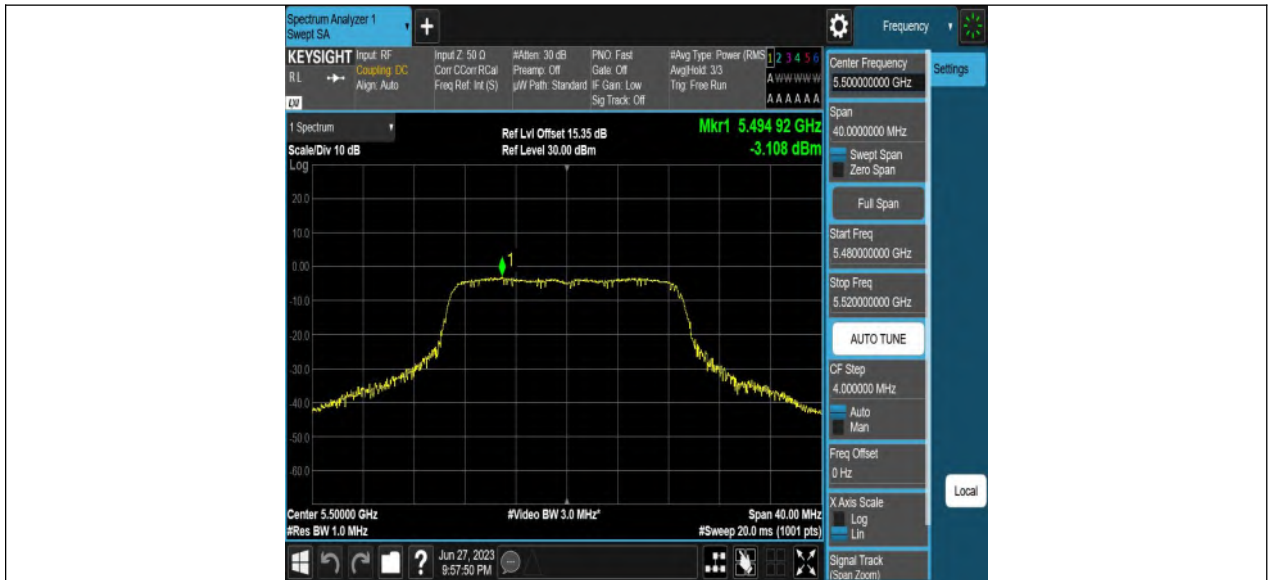 Spectrum Analyzer 1
Swept SA
+
Frequency
KEYSIGHT
RL
LXI
Input: RF
Coupling: DC
Align: Auto
Input Z: 50 Ω
Corr CCorr RCal
Freq Ref: Int (S)
#Atten: 30 dB
Preamp: Off
µW Path: Standard
PNO: Fast
Gate: Off
IF Gain: Low
Sig Track: Off
#Avg Type: Power (RMS
Avg|Hold: 3/3
Trig: Free Run
1 2 3 4 5 6
A W W W W W
A A A A A A
1 Spectrum
Scale/Div 10 dB
Ref Lvl Offset 15.35 dB
Ref Level 30.00 dBm
Mkr1 5.494 92 GHz
-3.108 dBm
Log
20.0
10.0
0.00
-10.0
-20.0
-30.0
-40.0
-50.0
-60.0
1
Center 5.50000 GHz
#Res BW 1.0 MHz
#Video BW 3.0 MHz*
Span 40.00 MHz
#Sweep 20.0 ms (1001 pts)
?
Jun 27, 2023
9:57:50 PM
Center Frequency
5.500000000 GHz
Settings
Span
40.0000000 MHz
Swept Span
Zero Span
Full Span
Start Freq
5.480000000 GHz
Stop Freq
5.520000000 GHz
AUTO TUNE
CF Step
4.000000 MHz
Auto
Man
Freq Offset
0 Hz
X Axis Scale
Log
Lin
Local
Signal Track
(Span Zoom)